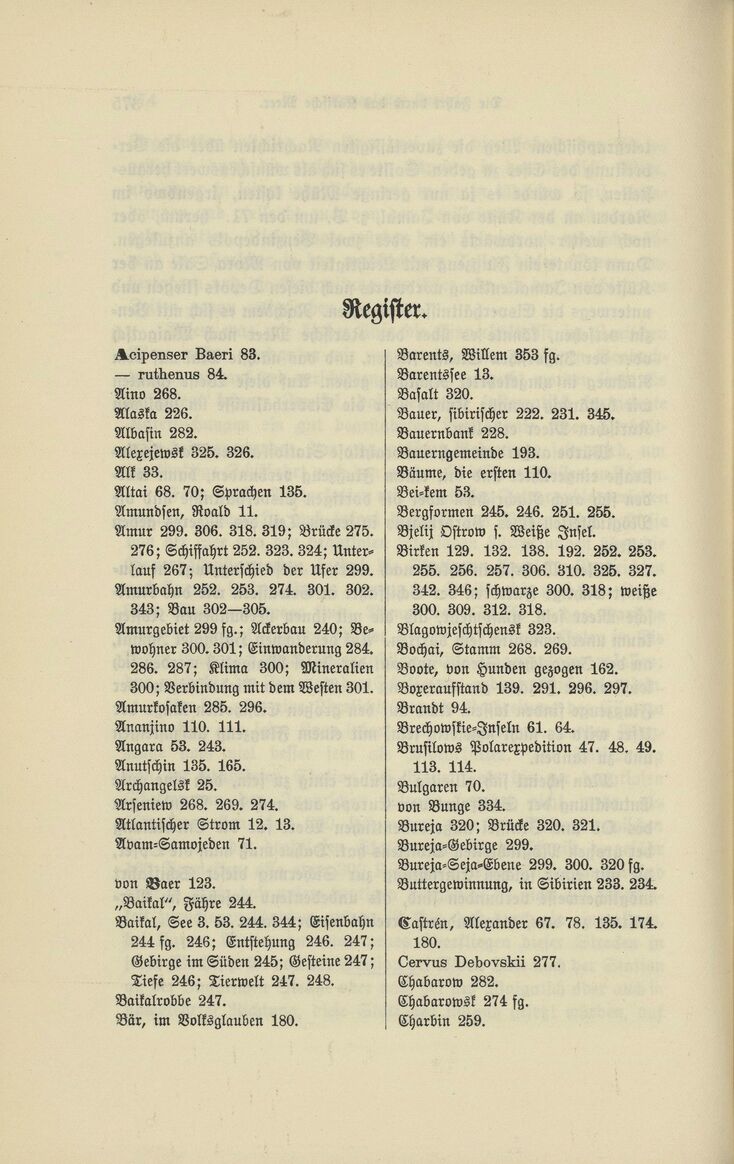 Register.
Acipenser Baeri 83.
— ruthenus 84.
Aino 268.
Alaska 226.
Albasin 282.
Alexejewsk 325. 326.
Alk 33.
Altai 68. 70; Sprachen 135.
Amundsen, Roald 11.
Amur 299. 306. 318. 319; Brücke 275.
276; Schiffahrt 252. 323. 324; Unter-
lauf 267; Unterschied der Ufer 299.
Amurbahn 252. 253. 274. 301. 302.
343; Bau 302—305.
Amurgebiet 299 fg.; Ackerbau 240; Be-
wohner 300. 301; Einwanderung 284.
286. 287; Klima 300; Mineralien
300; Verbindung mit dem Westen 301.
Amurkosaken 285. 296.
Ananjino 110. 111.
Angara 53. 243.
Anutschin 135. 165.
Archangelsk 25.
Arseniew 268. 269. 274.
Atlantischer Strom 12. 13.
Avam-Samojeden 71.
von Baer 123.
„Baikal“, Fähre 244.
Baikal, See 3. 53. 244. 344; Eisenbahn
244 fg. 246; Entstehung 246. 247;
Gebirge im Süden 245; Gesteine 247;
Tiefe 246; Tierwelt 247. 248.
Baikalrobbe 247.
Bär, im Volksglauben 180.
Barents, Willem 353 fg.
Barentssee 13.
Basalt 320.
Bauer, sibirischer 222. 231. 345.
Bauernbank 228.
Bauerngemeinde 193.
Bäume, die ersten 110.
Bei-kem 53.
Bergformen 245. 246. 251. 255.
Bjelij Ostrow s. Weiße Insel.
Birken 129. 132. 138. 192. 252. 253.
255. 256. 257. 306. 310. 325. 327.
342. 346; schwarze 300. 318; weiße
300. 309. 312. 318.
Blagowjeschtschensk 323.
Bochai, Stamm 268. 269.
Boote, von Hunden gezogen 162.
Boxeraufstand 139. 291. 296. 297.
Brandt 94.
Brechowskie-Inseln 61. 64.
Brusilows Polarexpedition 47. 48. 49.
113. 114.
Bulgaren 70.
von Bunge 334.
Bureja 320; Brücke 320. 321.
Bureja-Gebirge 299.
Bureja-Seja-Ebene 299. 300. 320 fg.
Buttergewinnung, in Sibirien 233. 234.
Castrén, Alexander 67. 78. 135. 174.
180.
Cervus Debovskii 277.
Chabarow 282.
Chabarowsk 274 fg.
Charbin 259.